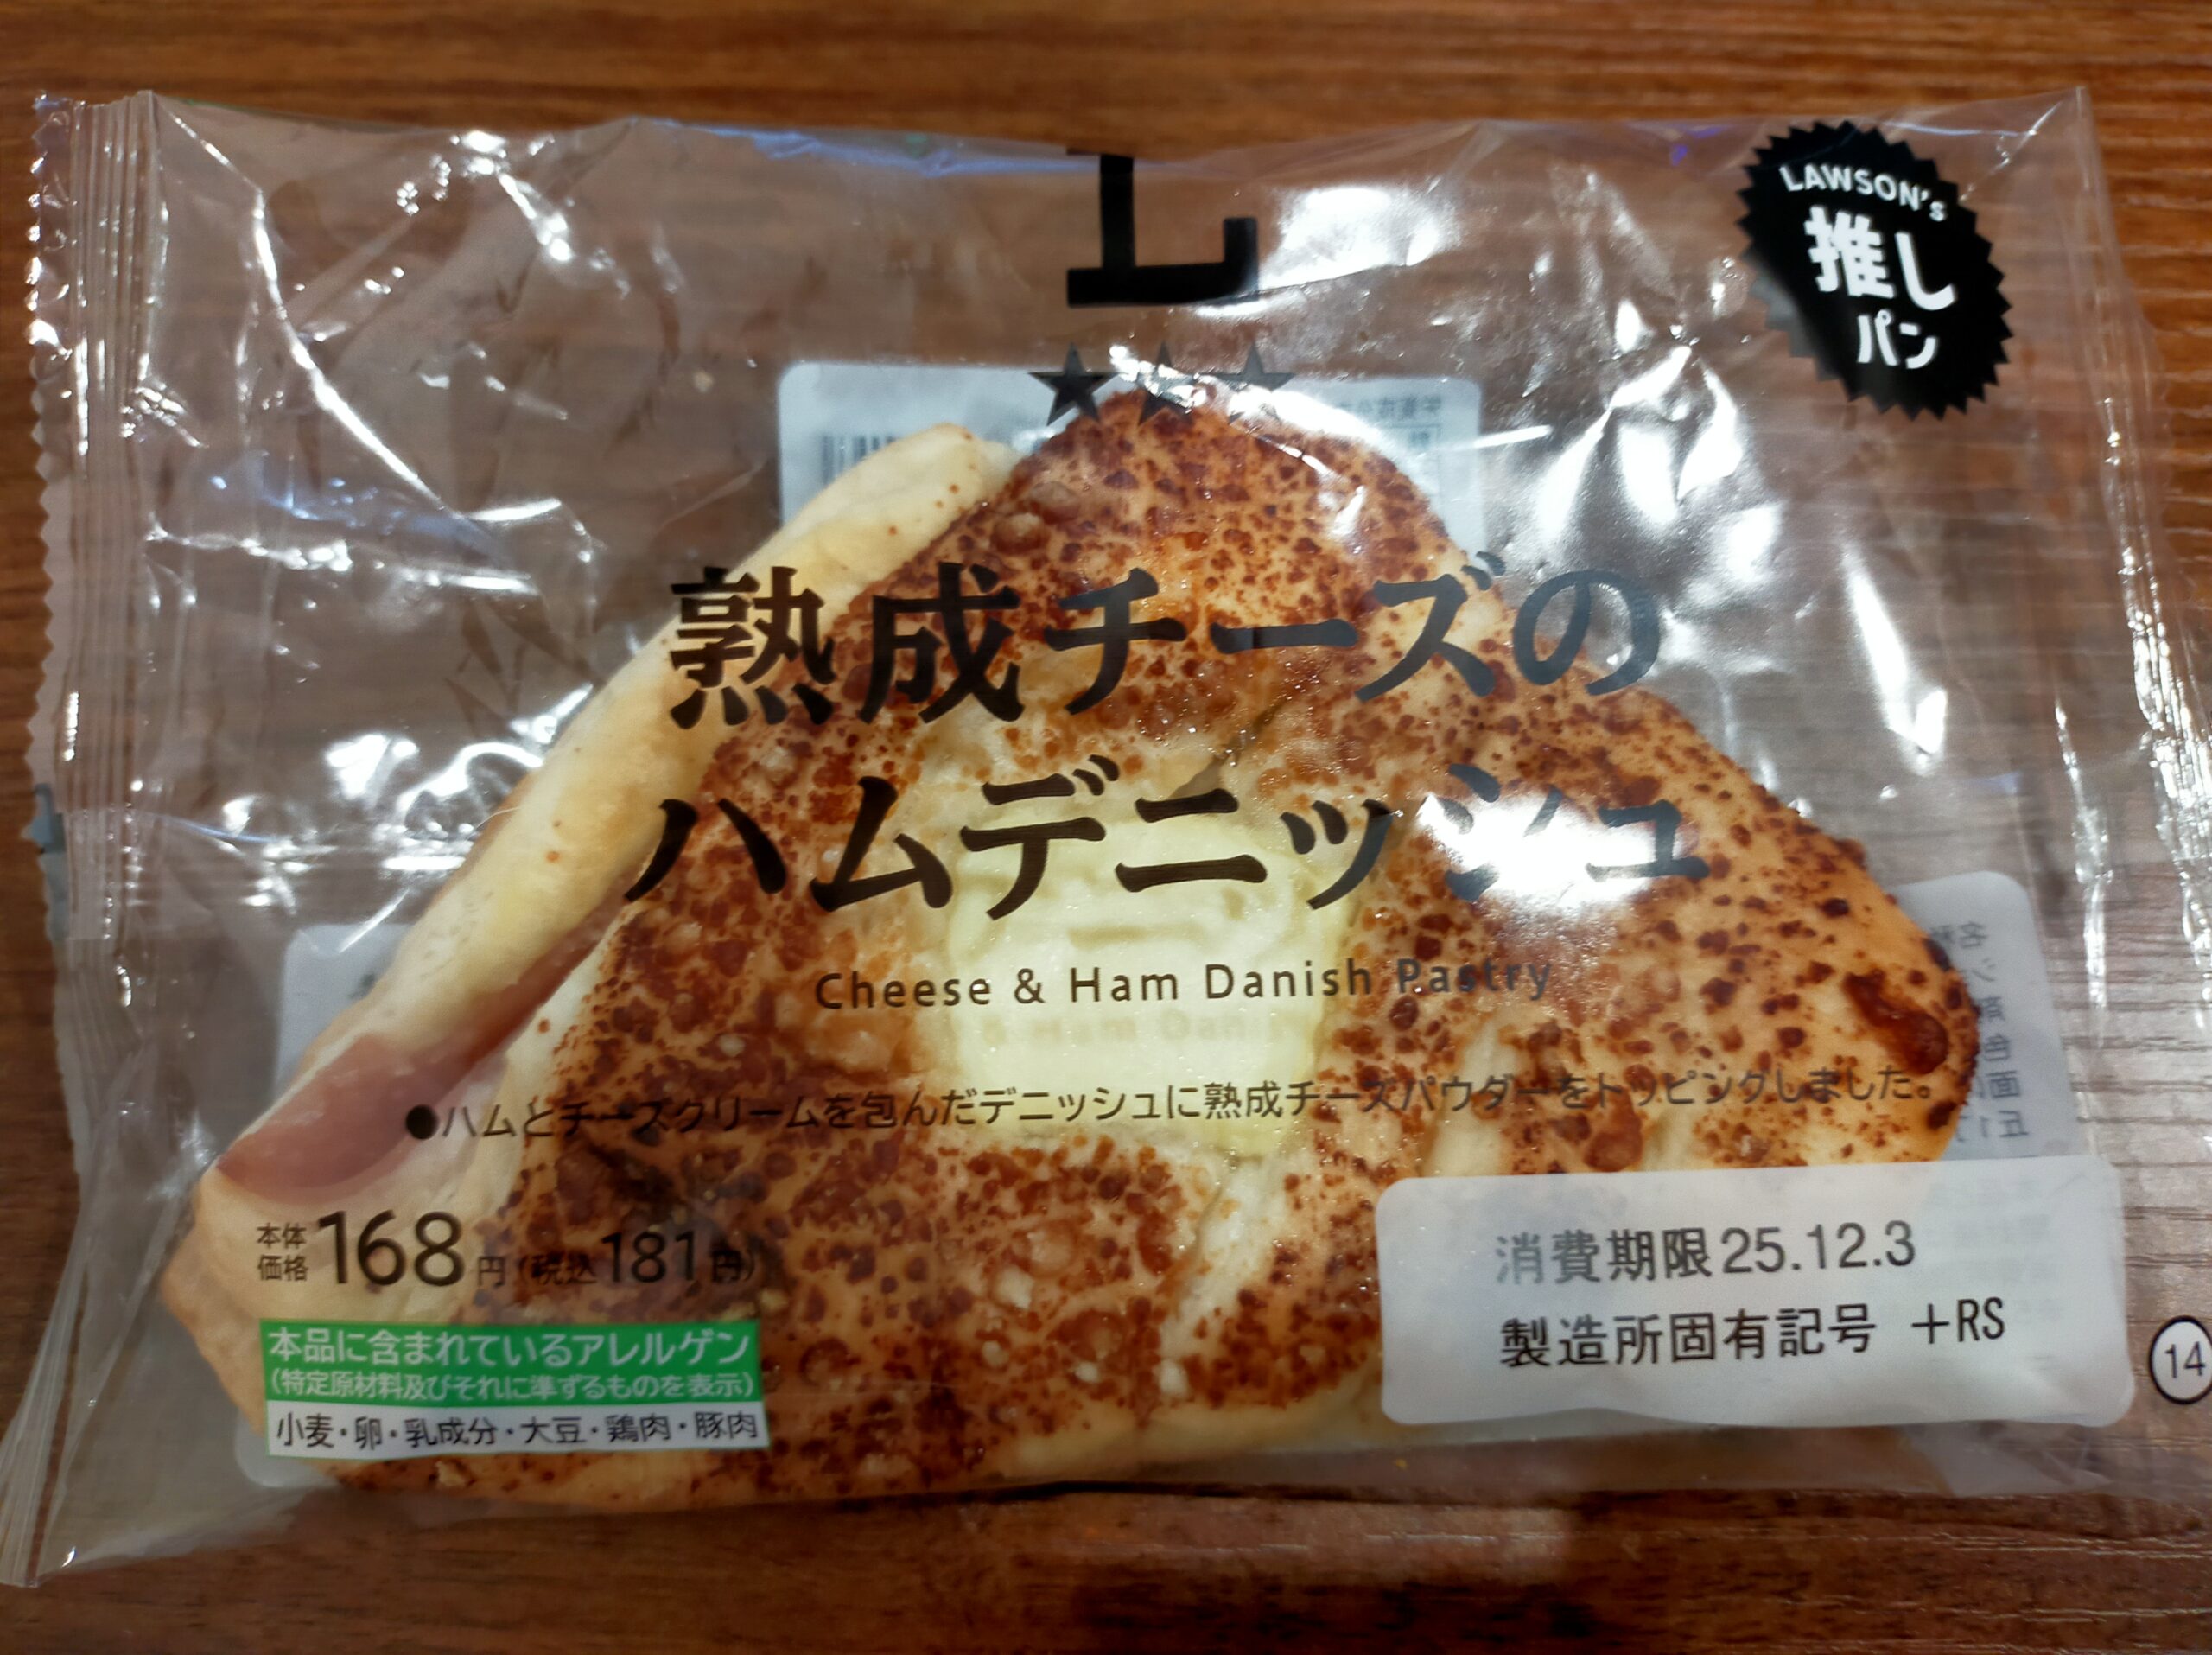 L
LAWSON's
推し
パン
熟成チーズの
ハムデニッシュ
Cheese & Ham Danish Pastry
●ハムとチーズクリームを包んだデニッシュに熟成チーズパウダーをトッピングしました。
本体
価格 168円(税込181円)
本品に含まれているアレルゲン
(特定原材料及びそれに準ずるものを表示)
小麦・卵・乳成分・大豆・鶏肉・豚肉
消費期限25.12.3
製造所固有記号 +RS
14